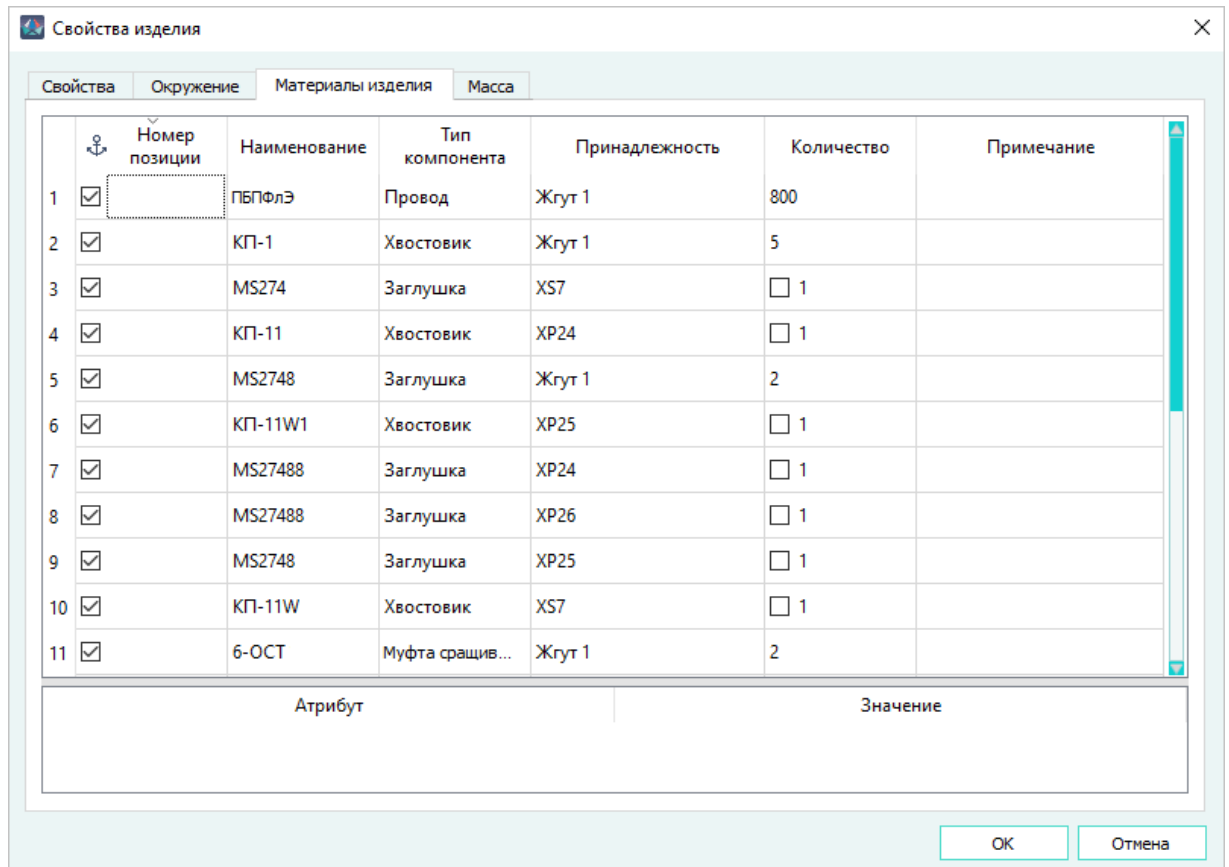 Свойства изделия
Свойства Окружение Материалы изделия Масса
Номер позиции Наименование Тип компонента Принадлежность Количество Примечание
1 ПБПФлЭ Провод Жгут 1 800
2 КП-1 Хвостовик Жгут 1 5
3 MS274 Заглушка XS7 1
4 КП-11 Хвостовик XP24 1
5 MS2748 Заглушка Жгут 1 2
6 КП-11W1 Хвостовик XP25 1
7 MS27488 Заглушка XP24 1
8 MS27488 Заглушка XP26 1
9 MS2748 Заглушка XP25 1
10 КП-11W Хвостовик XS7 1
11 6-ОСТ Муфта сращив... Жгут 1 2
Атрибут Значение
OK Отмена